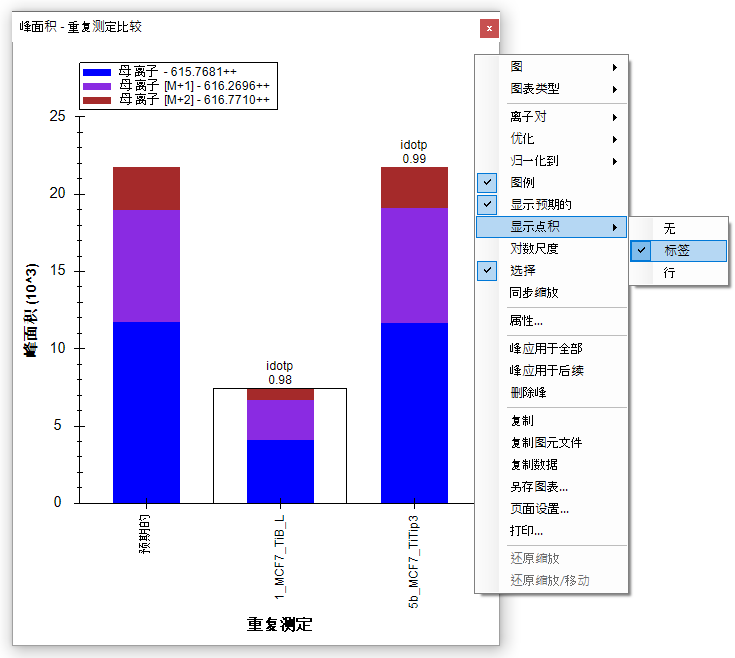 峰面积 - 重复测定比较
母离子 - 615.7681++
母离子 [M+1] - 616.2696++
母离子 [M+2] - 616.7710++
25
20
15
10
5
0
峰面积 (10^3)
idotp
0.98
idotp
0.99
预期的
1_MCF7_TiB_L
5b_MCF7_TiTip3
重复测定
图
图表类型
离子对
优化
归一化到
图例
显示预期的
显示点积
对数尺度
选择
同步缩放
属性...
峰应用于全部
峰应用于后续
删除峰
复制
复制图元文件
复制数据
另存图表...
页面设置...
打印...
还原缩放
还原缩放/移动
无
标签
行